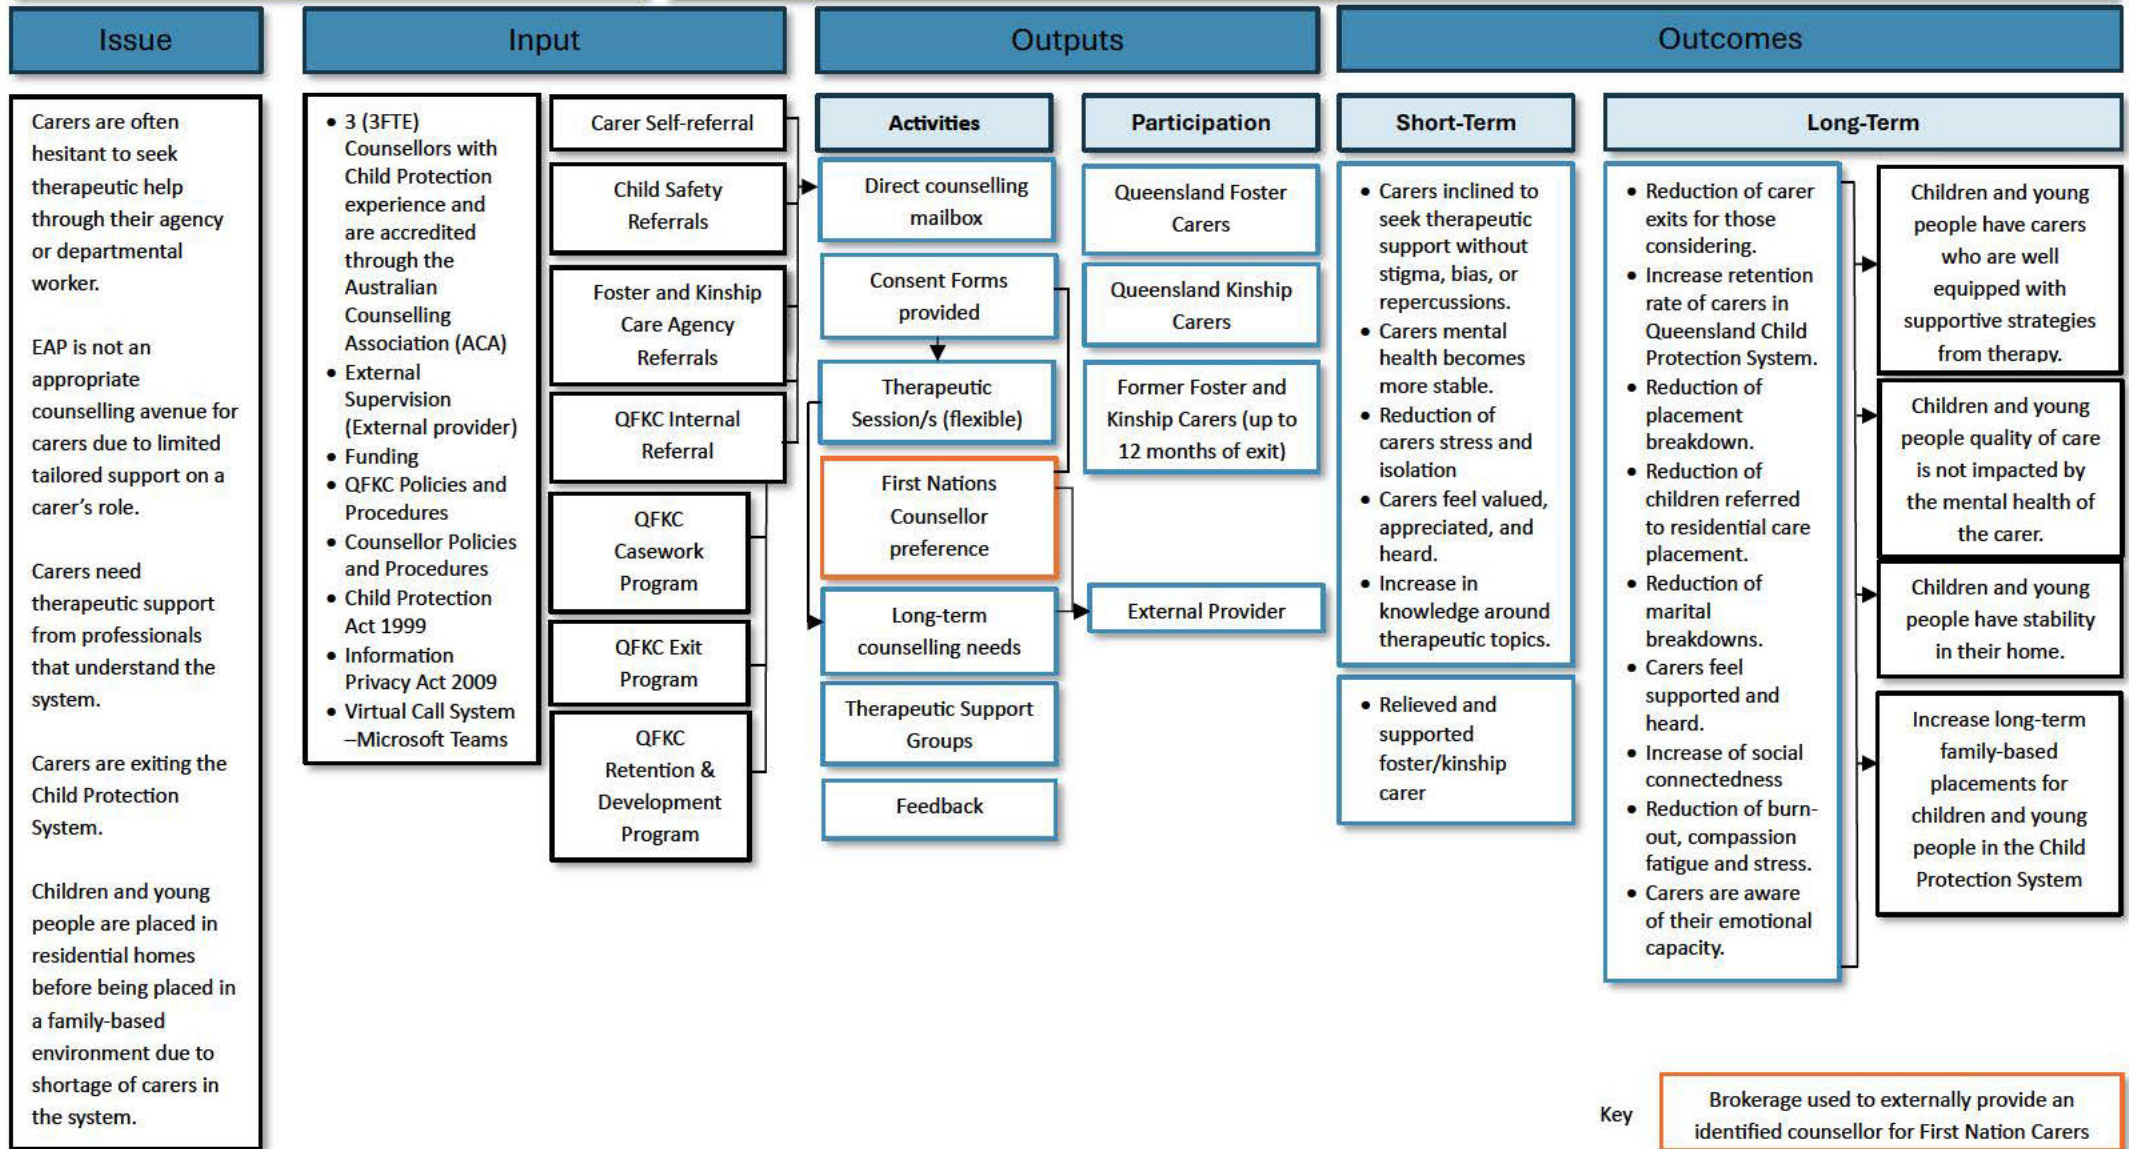 Issue
Input
Outputs
Outcomes
Carers are often
hesitant to seek
therapeutic help
through their agency
or departmental
worker.
EAP is not an
appropriate
counselling avenue for
carers due to limited
tailored support on a
carer's role.
Carers need
therapeutic support
from professionals
that understand the
system.
Carers are exiting the
Child Protection
System.
Children and young
people are placed in
residential homes
before being placed in
a family-based
environment due to
shortage of carers in
the system.
• 3 (3FTE)
Counsellors with
Child Protection
experience and
are accredited
through the
Australian
Counselling
Association (ACA)
• External
Supervision
(External provider)
• Funding
• QFKC Policies and
Procedures
• Counsellor Policies
and Procedures
• Child Protection
Act 1999
• Information
Privacy Act 2009
• Virtual Call System
–Microsoft Teams
Carer Self-referral
Child Safety
Referrals
Foster and Kinship
Care Agency
Referrals
QFKC Internal
Referral
QFKC
Casework
Program
QFKC Exit
Program
QFKC
Retention &
Development
Program
Activities
Direct counselling
mailbox
Consent Forms
provided
Therapeutic
Session/s (flexible)
First Nations
Counsellor
preference
Long-term
counselling needs
Therapeutic Support
Groups
Feedback
Participation
Queensland Foster
Carers
Queensland Kinship
Carers
Former Foster and
Kinship Carers (up to
12 months of exit)
External Provider
Short-Term
• Carers inclined to
seek therapeutic
support without
stigma, bias, or
repercussions.
• Carers mental
health becomes
more stable.
• Reduction of
carers stress and
isolation
• Carers feel valued,
appreciated, and
heard.
• Increase in
knowledge around
therapeutic topics.
• Relieved and
supported
foster/kinship
carer
Long-Term
• Reduction of carer
exits for those
considering.
• Increase retention
rate of carers in
Queensland Child
Protection System.
• Reduction of
placement
breakdown.
• Reduction of
children referred
to residential care
placement.
• Reduction of
marital
breakdowns.
• Carers feel
supported and
heard.
• Increase of social
connectedness
• Reduction of burn-
out, compassion
fatigue and stress.
• Carers are aware
of their emotional
capacity.
Children and young
people have carers
who are well
equipped with
supportive strategies
from therapy.
Children and young
people quality of care
is not impacted by
the mental health of
the carer.
Children and young
people have stability
in their home.
Increase long-term
family-based
placements for
children and young
people in the Child
Protection System
Key
Brokerage used to externally provide an
identified counsellor for First Nation Carers